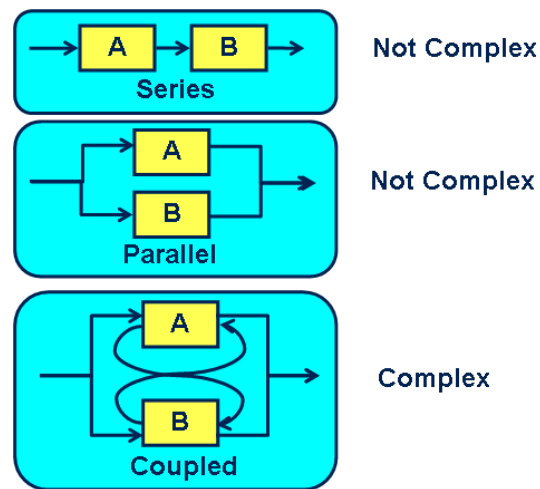 A B Not Complex
Series
A
Not Complex
B
Parallel
A
Complex
B
Coupled